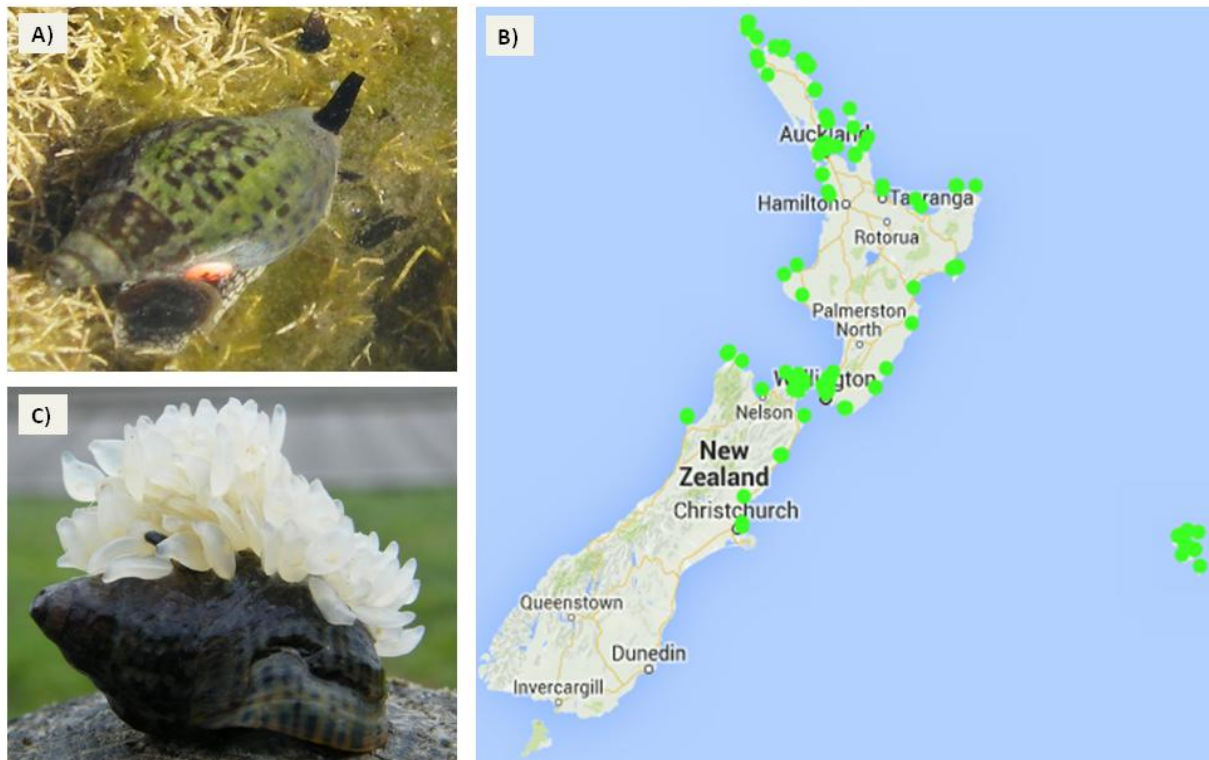 A)
B)
Auckland
Hamilton
Tauranga
Rotorua
Palmerston
North
Wellington
Nelson
New
Zealand
Christchurch
Queenstown
Dunedin
Invercargill
C)